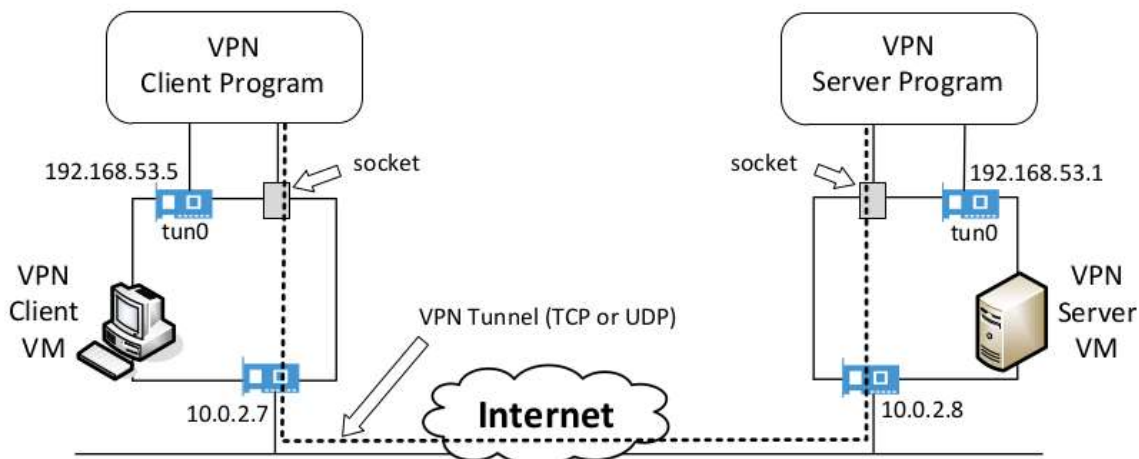 VPN
Client Program
VPN
Server Program
192.168.53.5
socket
socket
192.168.53.1
tun0
tun0
VPN
Client
VM
VPN Tunnel (TCP or UDP)
VPN
Server
VM
10.0.2.7
Internet
10.0.2.8